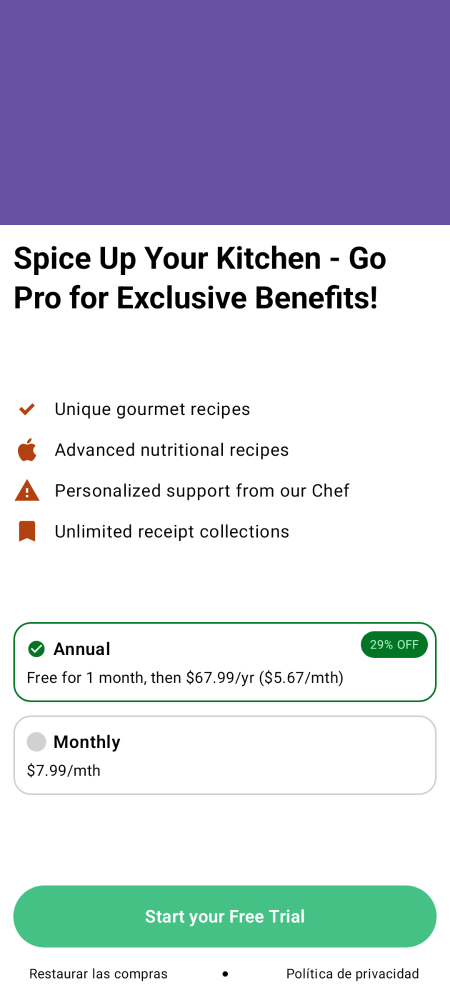 Spice Up Your Kitchen - Go
Pro for Exclusive Benefits!
Unique gourmet recipes
Advanced nutritional recipes
Personalized support from our Chef
Unlimited receipt collections
Annual
29% OFF
Free for 1 month, then $67.99/yr ($5.67/mth)
Monthly
$7.99/mth
Start your Free Trial
Restaurar las compras • Política de privacidad